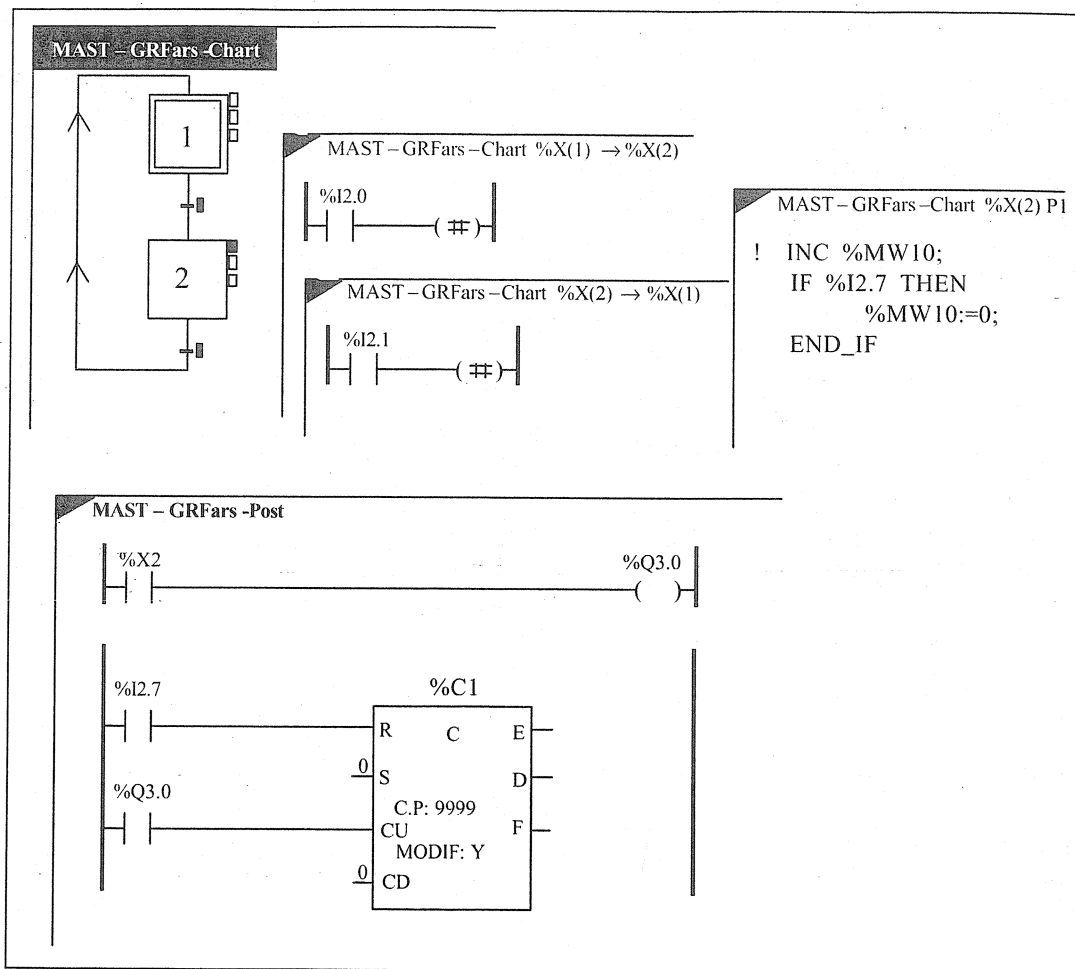 MAST – GRFars -Chart
1
2
MAST – GRFars – Chart %X(1) → %X(2)
%I2.0
( # )
MAST – GRFars – Chart %X(2) → %X(1)
%I2.1
( # )
MAST – GRFars – Chart %X(2) P1
! INC %MW10;
IF %I2.7 THEN
%MW10:=0;
END_IF
MAST – GRFars -Post
%X2
%Q3.0
( )
%I2.7
%C1
R C E
0 S D
%Q3.0
C.P: 9999
CU F
MODIF: Y
0 CD